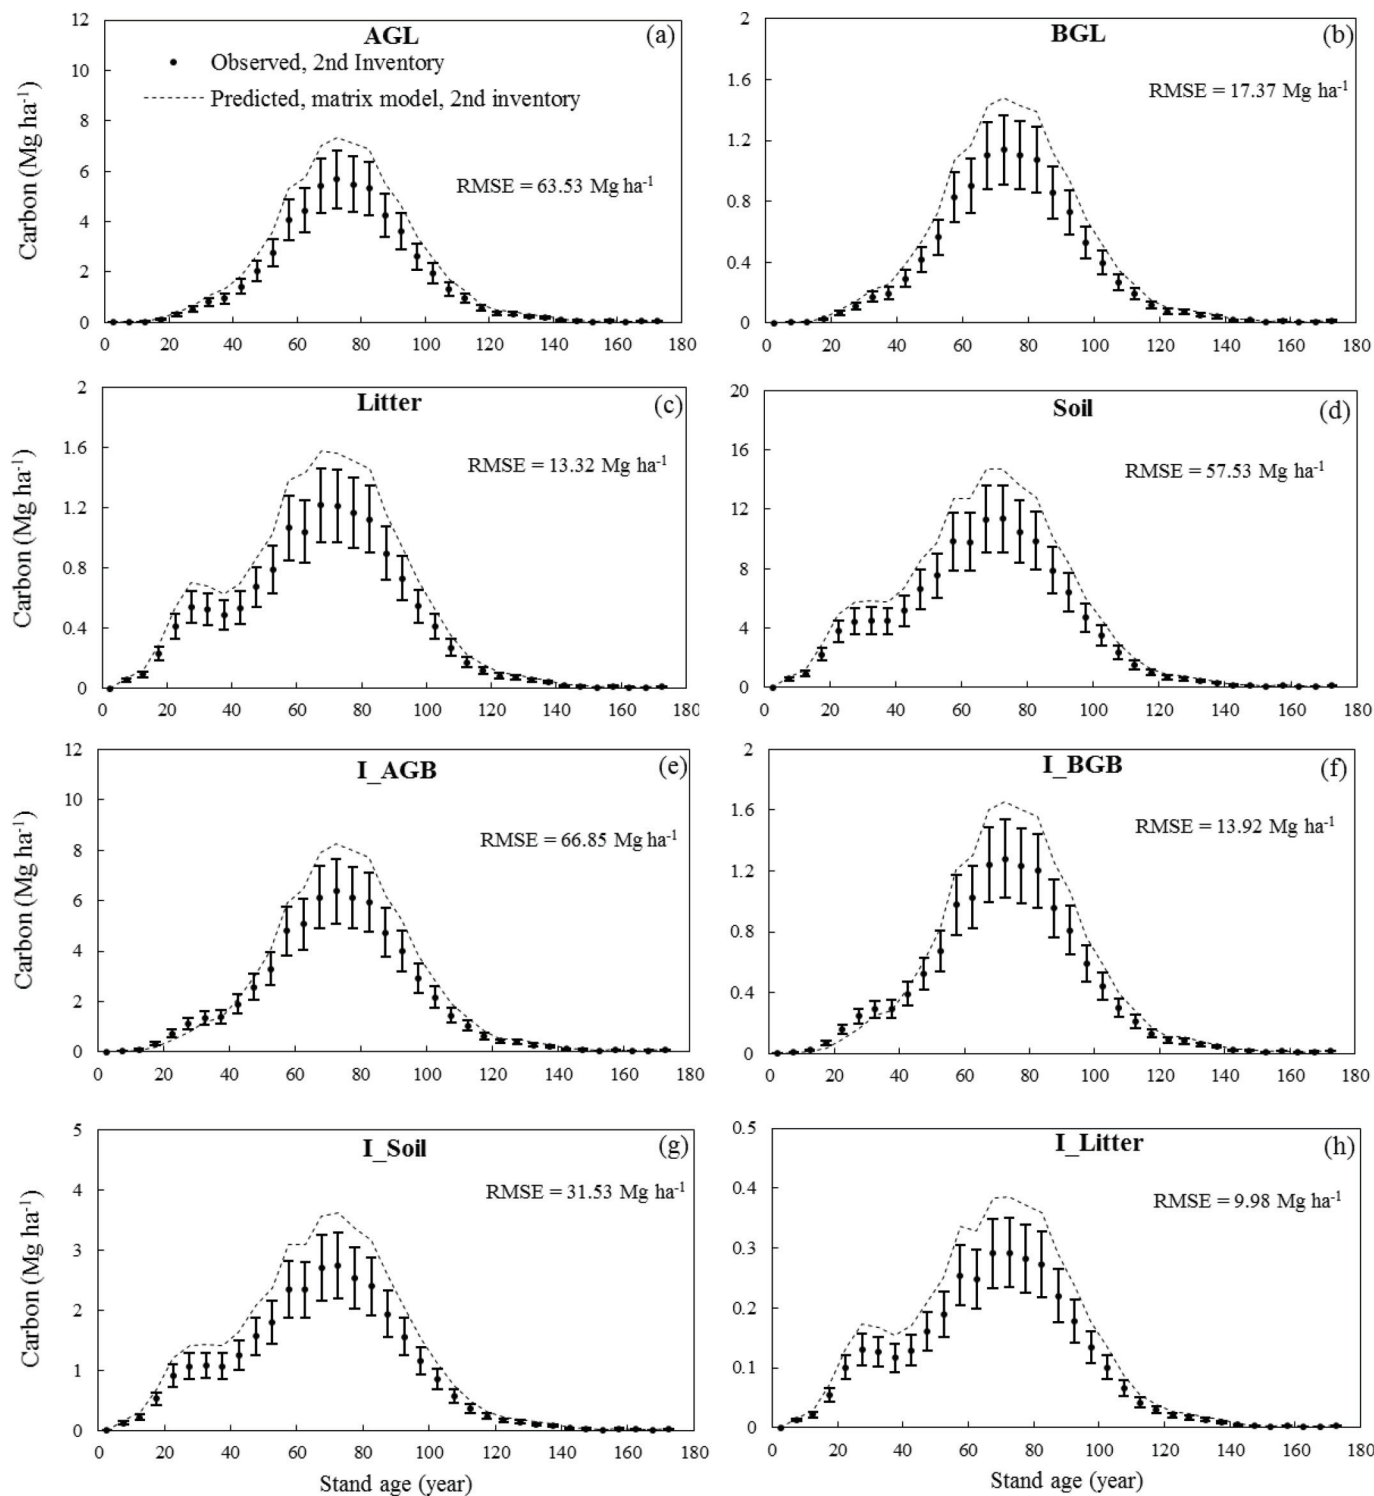 AGL
(a)
Observed, 2nd Inventory
Predicted, matrix model, 2nd inventory
RMSE = 63.53 Mg ha⁻¹
Carbon (Mg ha⁻¹)
12
10
8
6
4
2
0
0 20 40 60 80 100 120 140 160 180
BGL
(b)
RMSE = 17.37 Mg ha⁻¹
2
1.6
1.2
0.8
0.4
0
0 20 40 60 80 100 120 140 160 180
Litter
(c)
RMSE = 13.32 Mg ha⁻¹
Carbon (Mg ha⁻¹)
2
1.6
1.2
0.8
0.4
0
0 20 40 60 80 100 120 140 160 180
Soil
(d)
RMSE = 57.53 Mg ha⁻¹
20
16
12
8
4
0
0 20 40 60 80 100 120 140 160 180
I_AGB
(e)
RMSE = 66.85 Mg ha⁻¹
Carbon (Mg ha⁻¹)
12
10
8
6
4
2
0
0 20 40 60 80 100 120 140 160 180
I_BGB
(f)
RMSE = 13.92 Mg ha⁻¹
2
1.6
1.2
0.8
0.4
0
0 20 40 60 80 100 120 140 160 180
I_Soil
(g)
RMSE = 31.53 Mg ha⁻¹
Carbon (Mg ha⁻¹)
5
4
3
2
1
0
0 20 40 60 80 100 120 140 160 180
Stand age (year)
I_Litter
(h)
RMSE = 9.98 Mg ha⁻¹
0.5
0.4
0.3
0.2
0.1
0
0 20 40 60 80 100 120 140 160 180
Stand age (year)